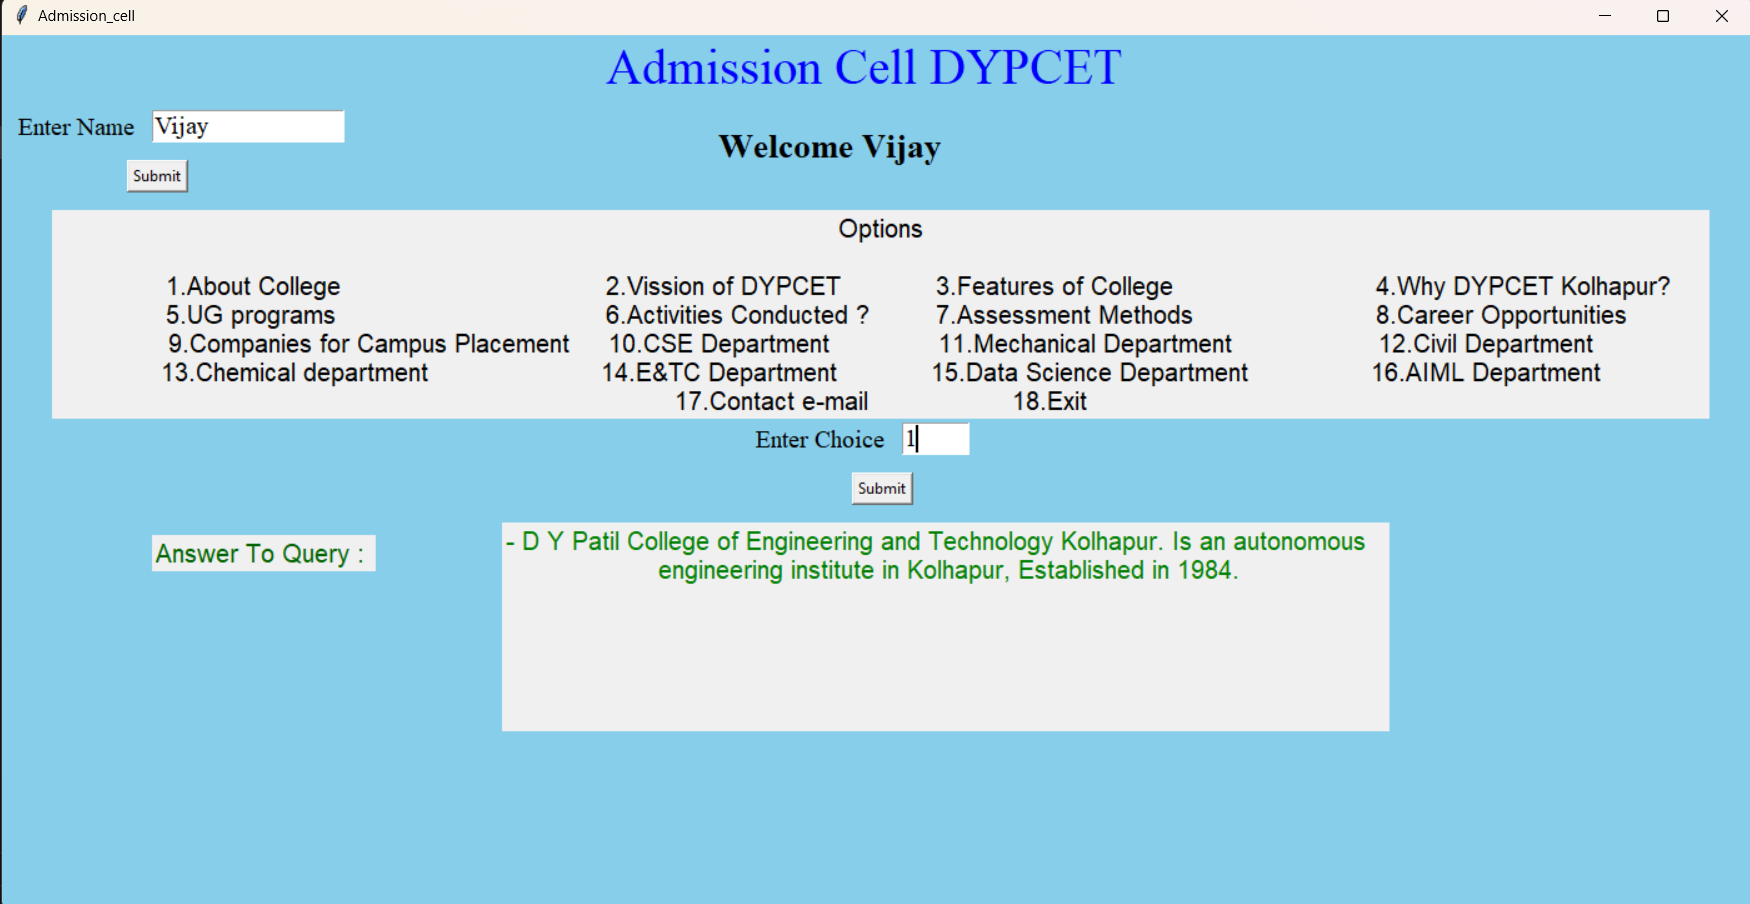 Admission_cell
Admission Cell DYPCET
Enter Name Vijay
Welcome Vijay
Submit
Options
1.About College 2.Vission of DYPCET 3.Features of College 4.Why DYPCET Kolhapur?
5.UG programs 6.Activities Conducted ? 7.Assessment Methods 8.Career Opportunities
9.Companies for Campus Placement 10.CSE Department 11.Mechanical Department 12.Civil Department
13.Chemical department 14.E&TC Department 15.Data Science Department 16.AIML Department
17.Contact e-mail 18.Exit
Enter Choice 1
Submit
Answer To Query :
- D Y Patil College of Engineering and Technology Kolhapur. Is an autonomous
engineering institute in Kolhapur, Established in 1984.